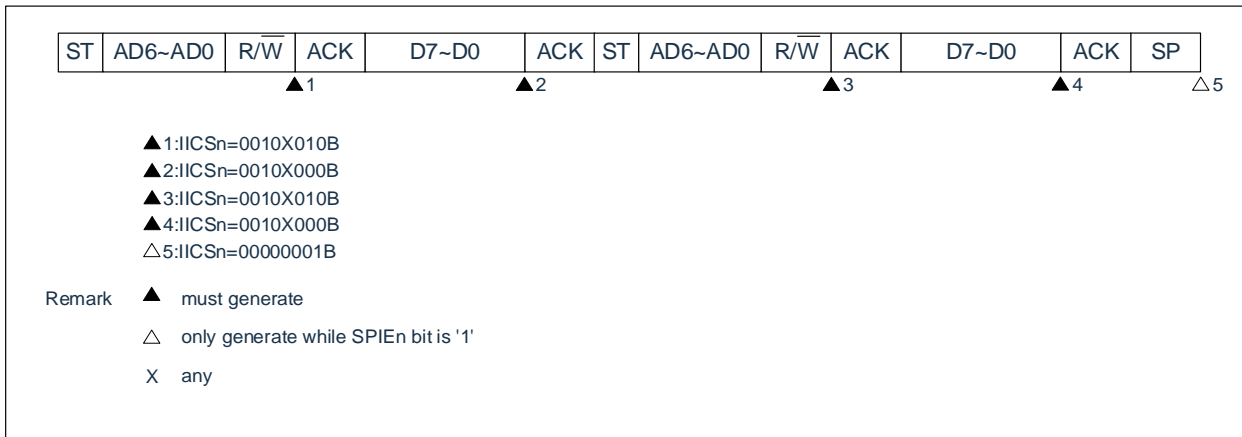 ST AD6~AD0 R/W̅ ACK D7~D0 ACK ST AD6~AD0 R/W̅ ACK D7~D0 ACK SP
▲1 ▲2 ▲3 ▲4 △5
▲1:IICSn=0010X010B
▲2:IICSn=0010X000B
▲3:IICSn=0010X010B
▲4:IICSn=0010X000B
△5:IICSn=00000001B
Remark ▲ must generate
△ only generate while SPIEn bit is '1'
X any